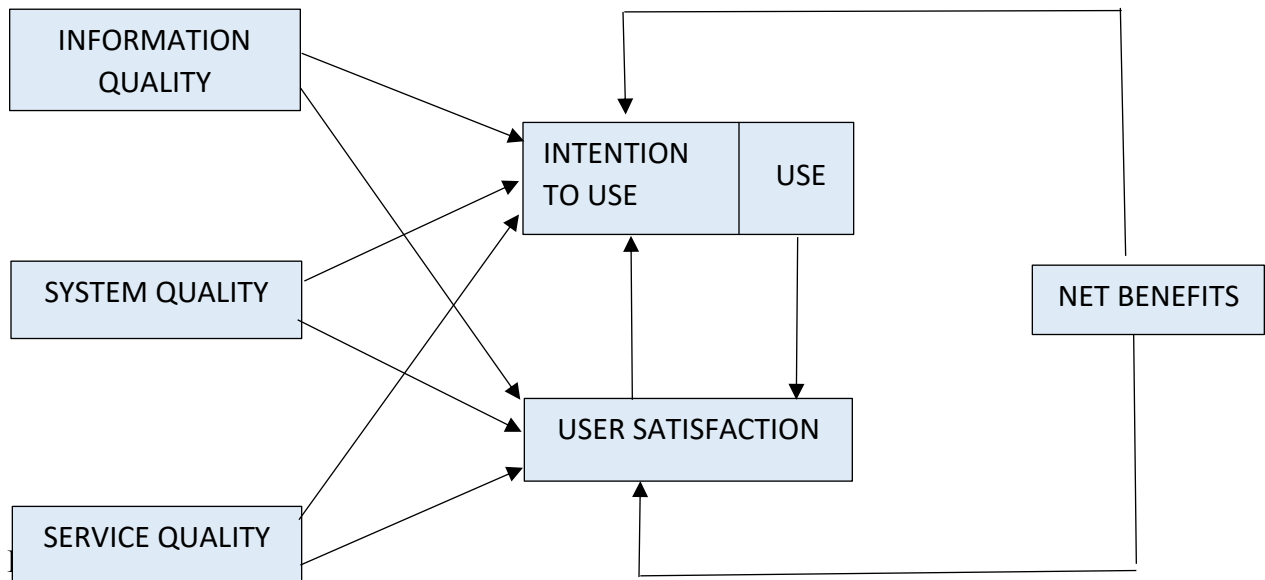 INFORMATION
QUALITY
INTENTION
TO USE
USE
SYSTEM QUALITY
NET BENEFITS
USER SATISFACTION
SERVICE QUALITY